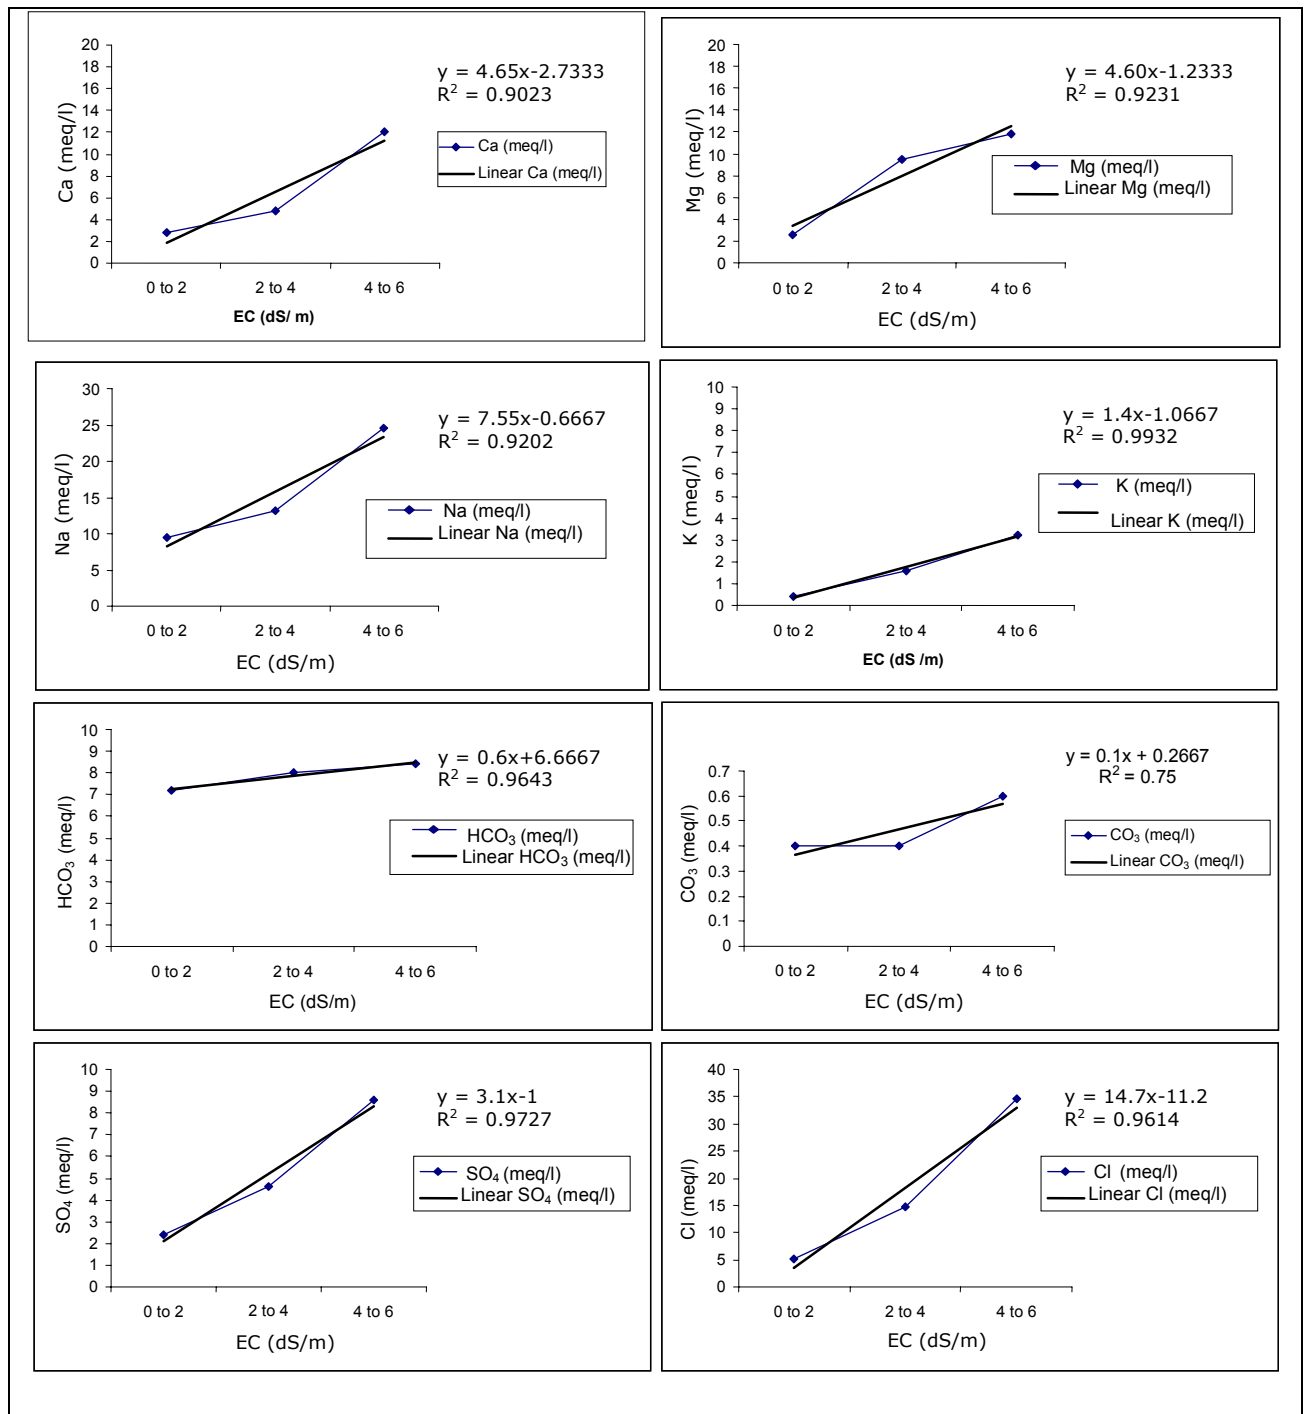 20
18
16
14
12
10
8
6
4
2
0
Ca (meq/l)
y = 4.65x-2.7333
R² = 0.9023
Ca (meq/l)
Linear Ca (meq/l)
0 to 2 2 to 4 4 to 6
EC (dS/ m)
20
18
16
14
12
10
8
6
4
2
0
Mg (meq/l)
y = 4.60x-1.2333
R² = 0.9231
Mg (meq/l)
Linear Mg (meq/l)
0 to 2 2 to 4 4 to 6
EC (dS/m)
30
25
20
15
10
5
0
Na (meq/l)
y = 7.55x-0.6667
R² = 0.9202
Na (meq/l)
Linear Na (meq/l)
0 to 2 2 to 4 4 to 6
EC (dS/m)
10
9
8
7
6
5
4
3
2
1
0
K (meq/l)
y = 1.4x-1.0667
R² = 0.9932
K (meq/l)
Linear K (meq/l)
0 to 2 2 to 4 4 to 6
EC (dS /m)
10
9
8
7
6
5
4
3
2
1
0
HCO₃ (meq/l)
y = 0.6x+6.6667
R² = 0.9643
HCO₃ (meq/l)
Linear HCO₃ (meq/l)
0 to 2 2 to 4 4 to 6
EC (dS/m)
0.7
0.6
0.5
0.4
0.3
0.2
0.1
0
CO₃ (meq/l)
y = 0.1x + 0.2667
R² = 0.75
CO₃ (meq/l)
Linear CO₃ (meq/l)
0 to 2 2 to 4 4 to 6
EC (dS/m)
10
9
8
7
6
5
4
3
2
1
0
SO₄ (meq/l)
y = 3.1x-1
R² = 0.9727
SO₄ (meq/l)
Linear SO₄ (meq/l)
0 to 2 2 to 4 4 to 6
EC (dS/m)
40
35
30
25
20
15
10
5
0
Cl (meq/l)
y = 14.7x-11.2
R² = 0.9614
Cl (meq/l)
Linear Cl (meq/l)
0 to 2 2 to 4 4 to 6
EC (dS/m)